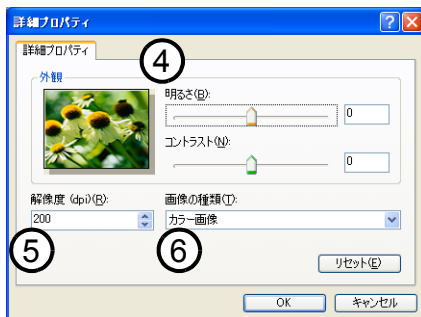 詳細プロパティ
詳細プロパティ
④
外観
明るさ(B):
0
コントラスト(N):
0
解像度 (dpi)(R):
画像の種類(T):
200
カラー画像
⑤
⑥
リセット(E)
OK
キャンセル